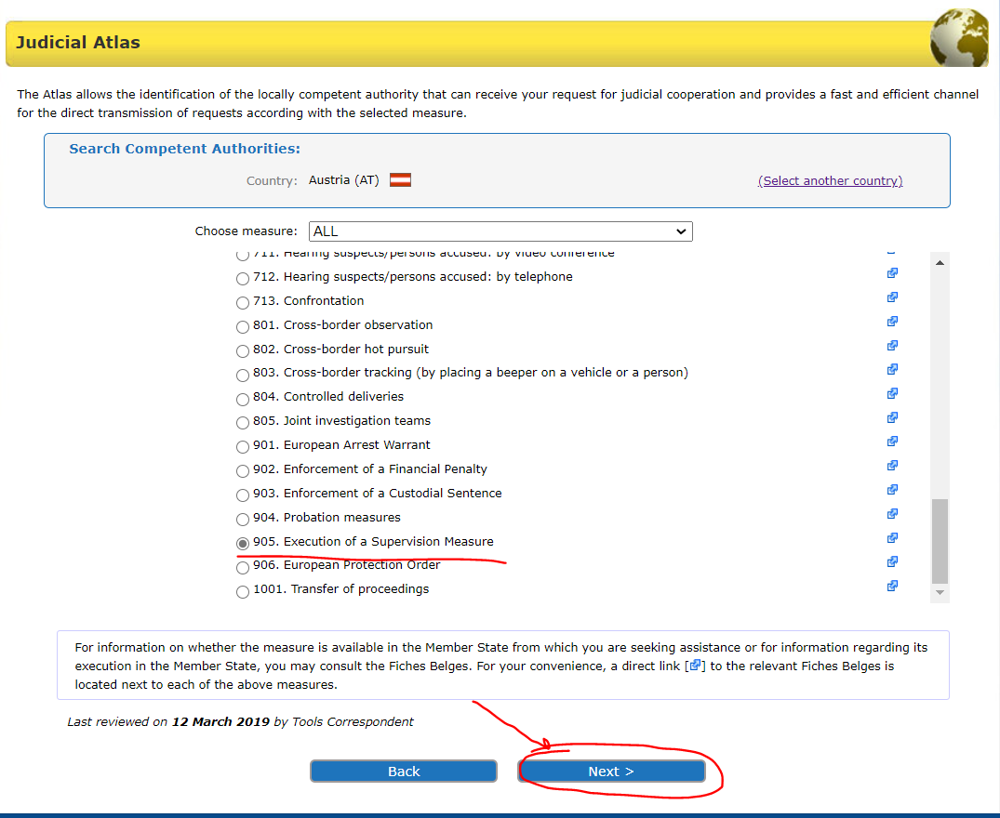 Judicial Atlas
The Atlas allows the identification of the locally competent authority that can receive your request for judicial cooperation and provides a fast and efficient channel
for the direct transmission of requests according with the selected measure.
Search Competent Authorities:
Country: Austria (AT) (Select another country)
Choose measure: ALL
711. Hearing suspects/persons accused: by video conference
712. Hearing suspects/persons accused: by telephone
713. Confrontation
801. Cross-border observation
802. Cross-border hot pursuit
803. Cross-border tracking (by placing a beeper on a vehicle or a person)
804. Controlled deliveries
805. Joint investigation teams
901. European Arrest Warrant
902. Enforcement of a Financial Penalty
903. Enforcement of a Custodial Sentence
904. Probation measures
905. Execution of a Supervision Measure
906. European Protection Order
1001. Transfer of proceedings
For information on whether the measure is available in the Member State from which you are seeking assistance or for information regarding its
execution in the Member State, you may consult the Fiches Belges. For your convenience, a direct link [] to the relevant Fiches Belges is
located next to each of the above measures.
Last reviewed on 12 March 2019 by Tools Correspondent
Back Next >